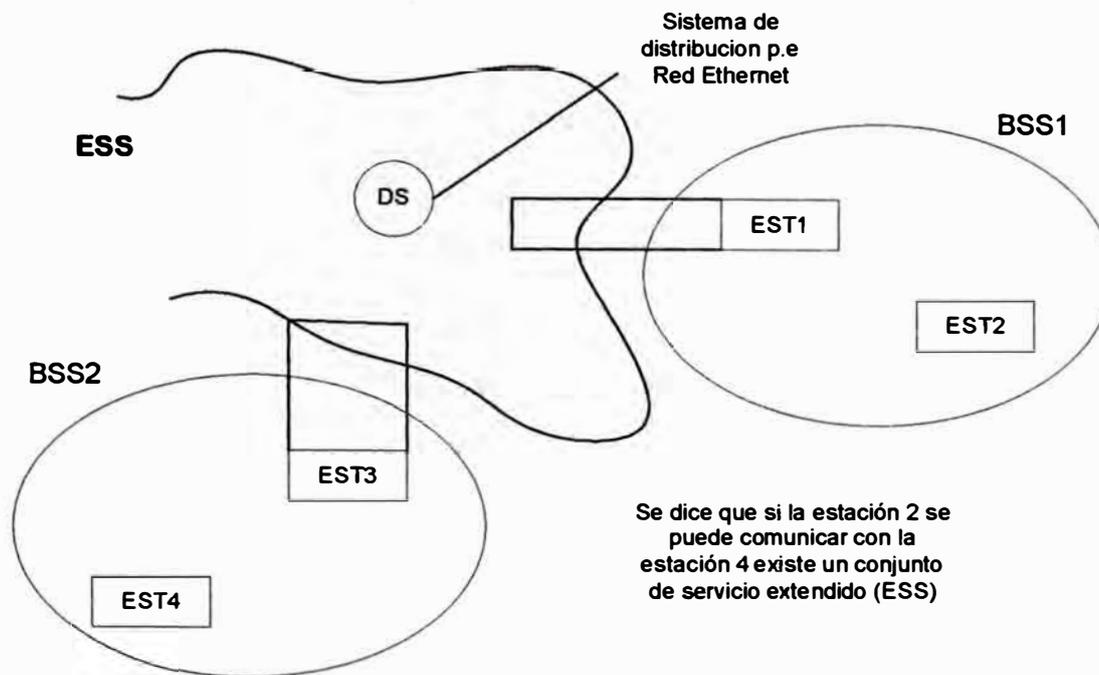 Sistema de
distribucion p.e
Red Ethernet
BSS1
ESS
DS
EST1
EST2
BSS2
EST3
Se dice que si la estación 2 se
puede comunicar con la
estación 4 existe un conjunto
de servicio extendido (ESS)
EST4